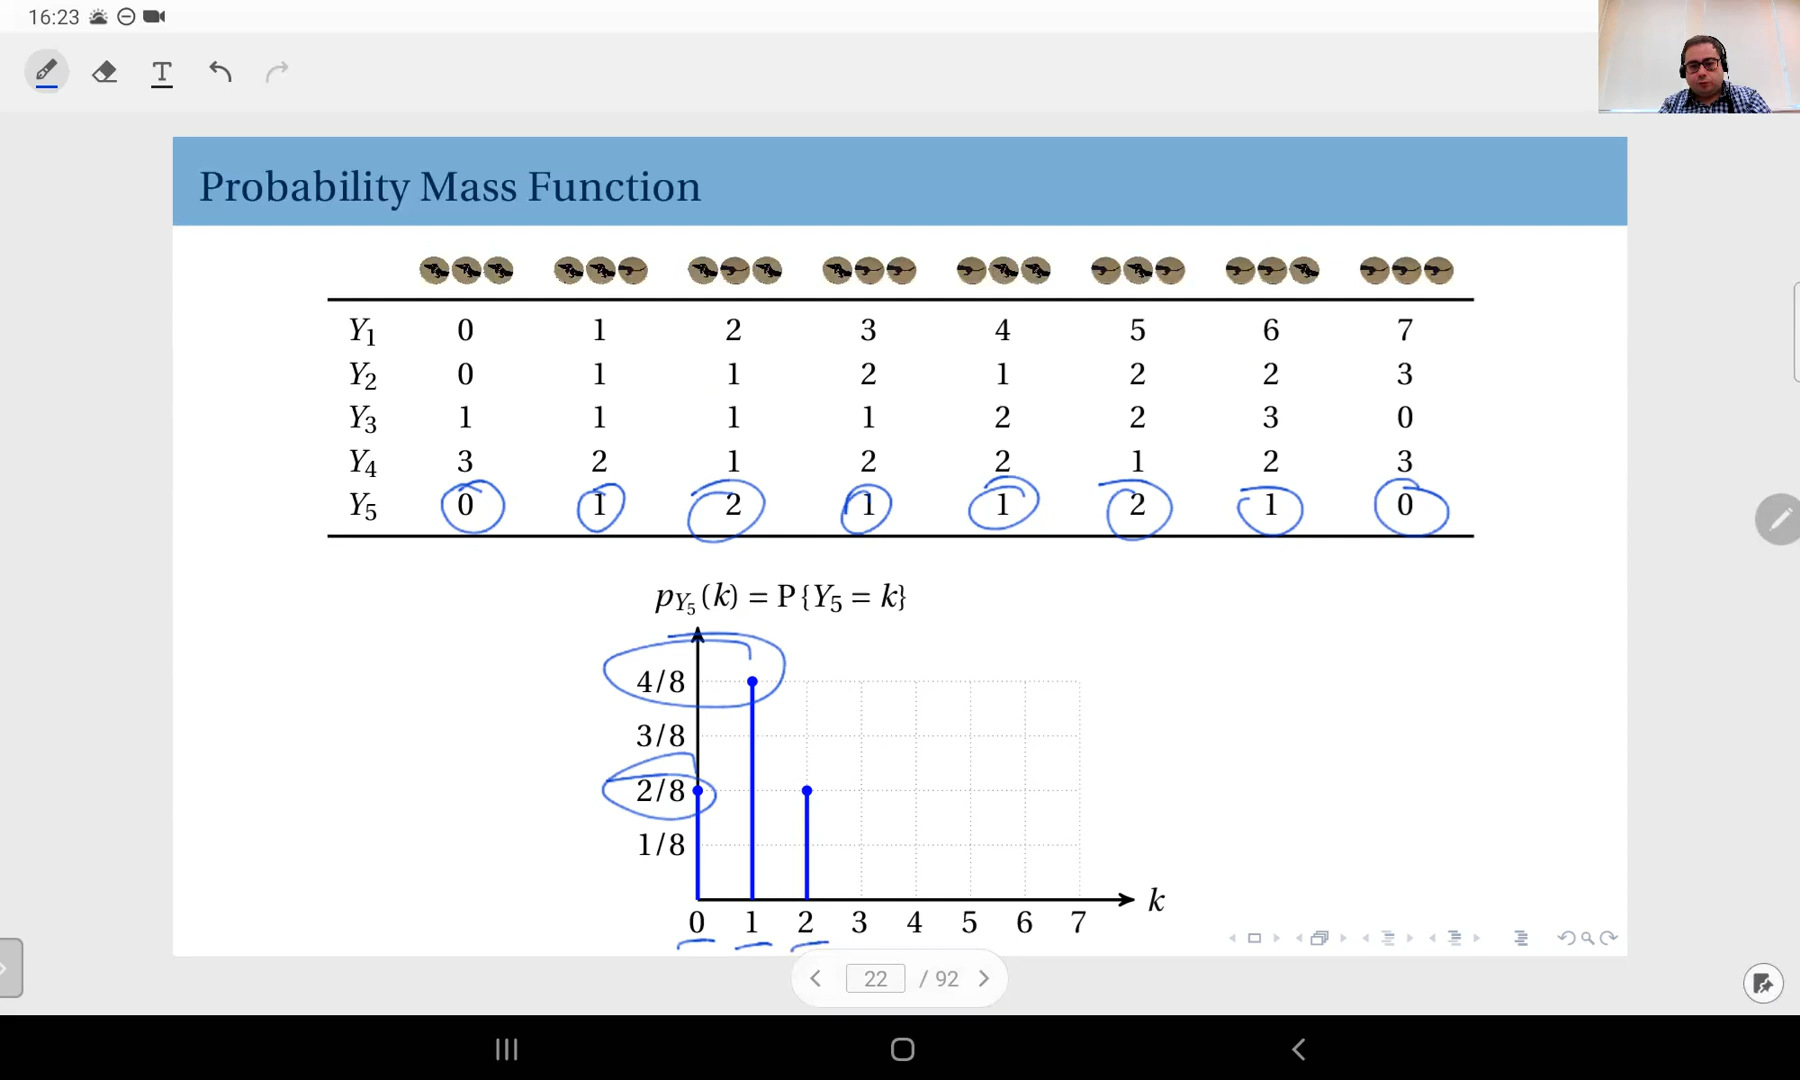 16:23
T
Probability Mass Function
Y1 0 1 2 3 4 5 6 7
Y2 0 1 1 2 1 2 2 3
Y3 1 1 1 1 2 2 3 0
Y4 3 2 1 2 2 1 2 3
Y5 0 1 2 1 1 2 1 0
pY5(k) = P{Y5 = k}
4/8
3/8
2/8
1/8
k
0 1 2 3 4 5 6 7
22 / 92